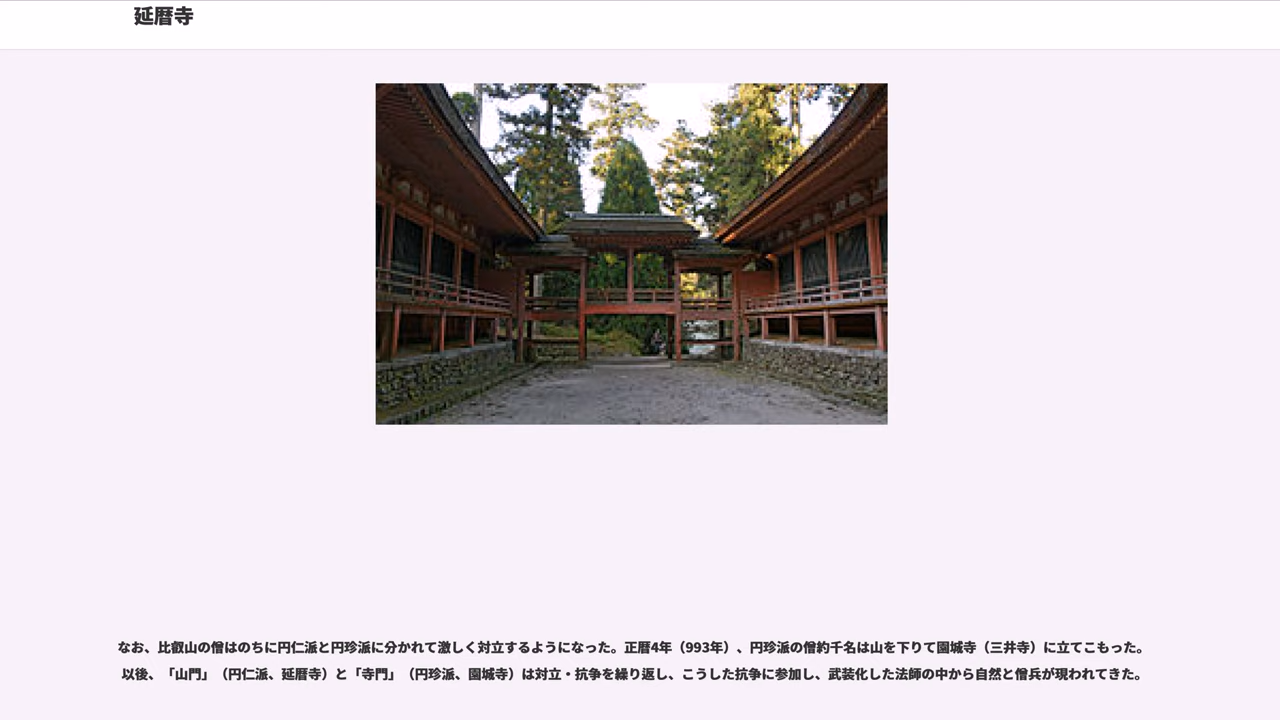 延暦寺
なお、比叡山の僧はのちに円仁派と円珍派に分かれて激しく対立するようになった。正暦4年（993年）、円珍派の僧約千名は山を下りて園城寺（三井寺）に立てこもった。
以後、「山門」（円仁派、延暦寺）と「寺門」（円珍派、園城寺）は対立・抗争を繰り返し、こうした抗争に参加し、武装化した法師の中から自然と僧兵が現われてきた。